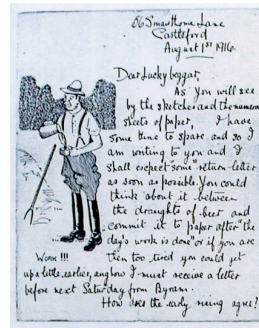 Smawthorne Lane
Castleford
August 1st 1916
Dear Lucky beggar,
As you will see
by the sketches and the numerous
sheets of paper, I have
some time to spare and so I
am writing to you and I
shall expect "some" return letter
as soon as possible. You could
think about it between
the draughts of beer and
commit it to paper after "the
day's work is done" or if you are
then too tired you could get
up a little earlier, anyhow I must receive a letter
before next Saturday from Byram.
How does the early rising agree?
WORK !!!